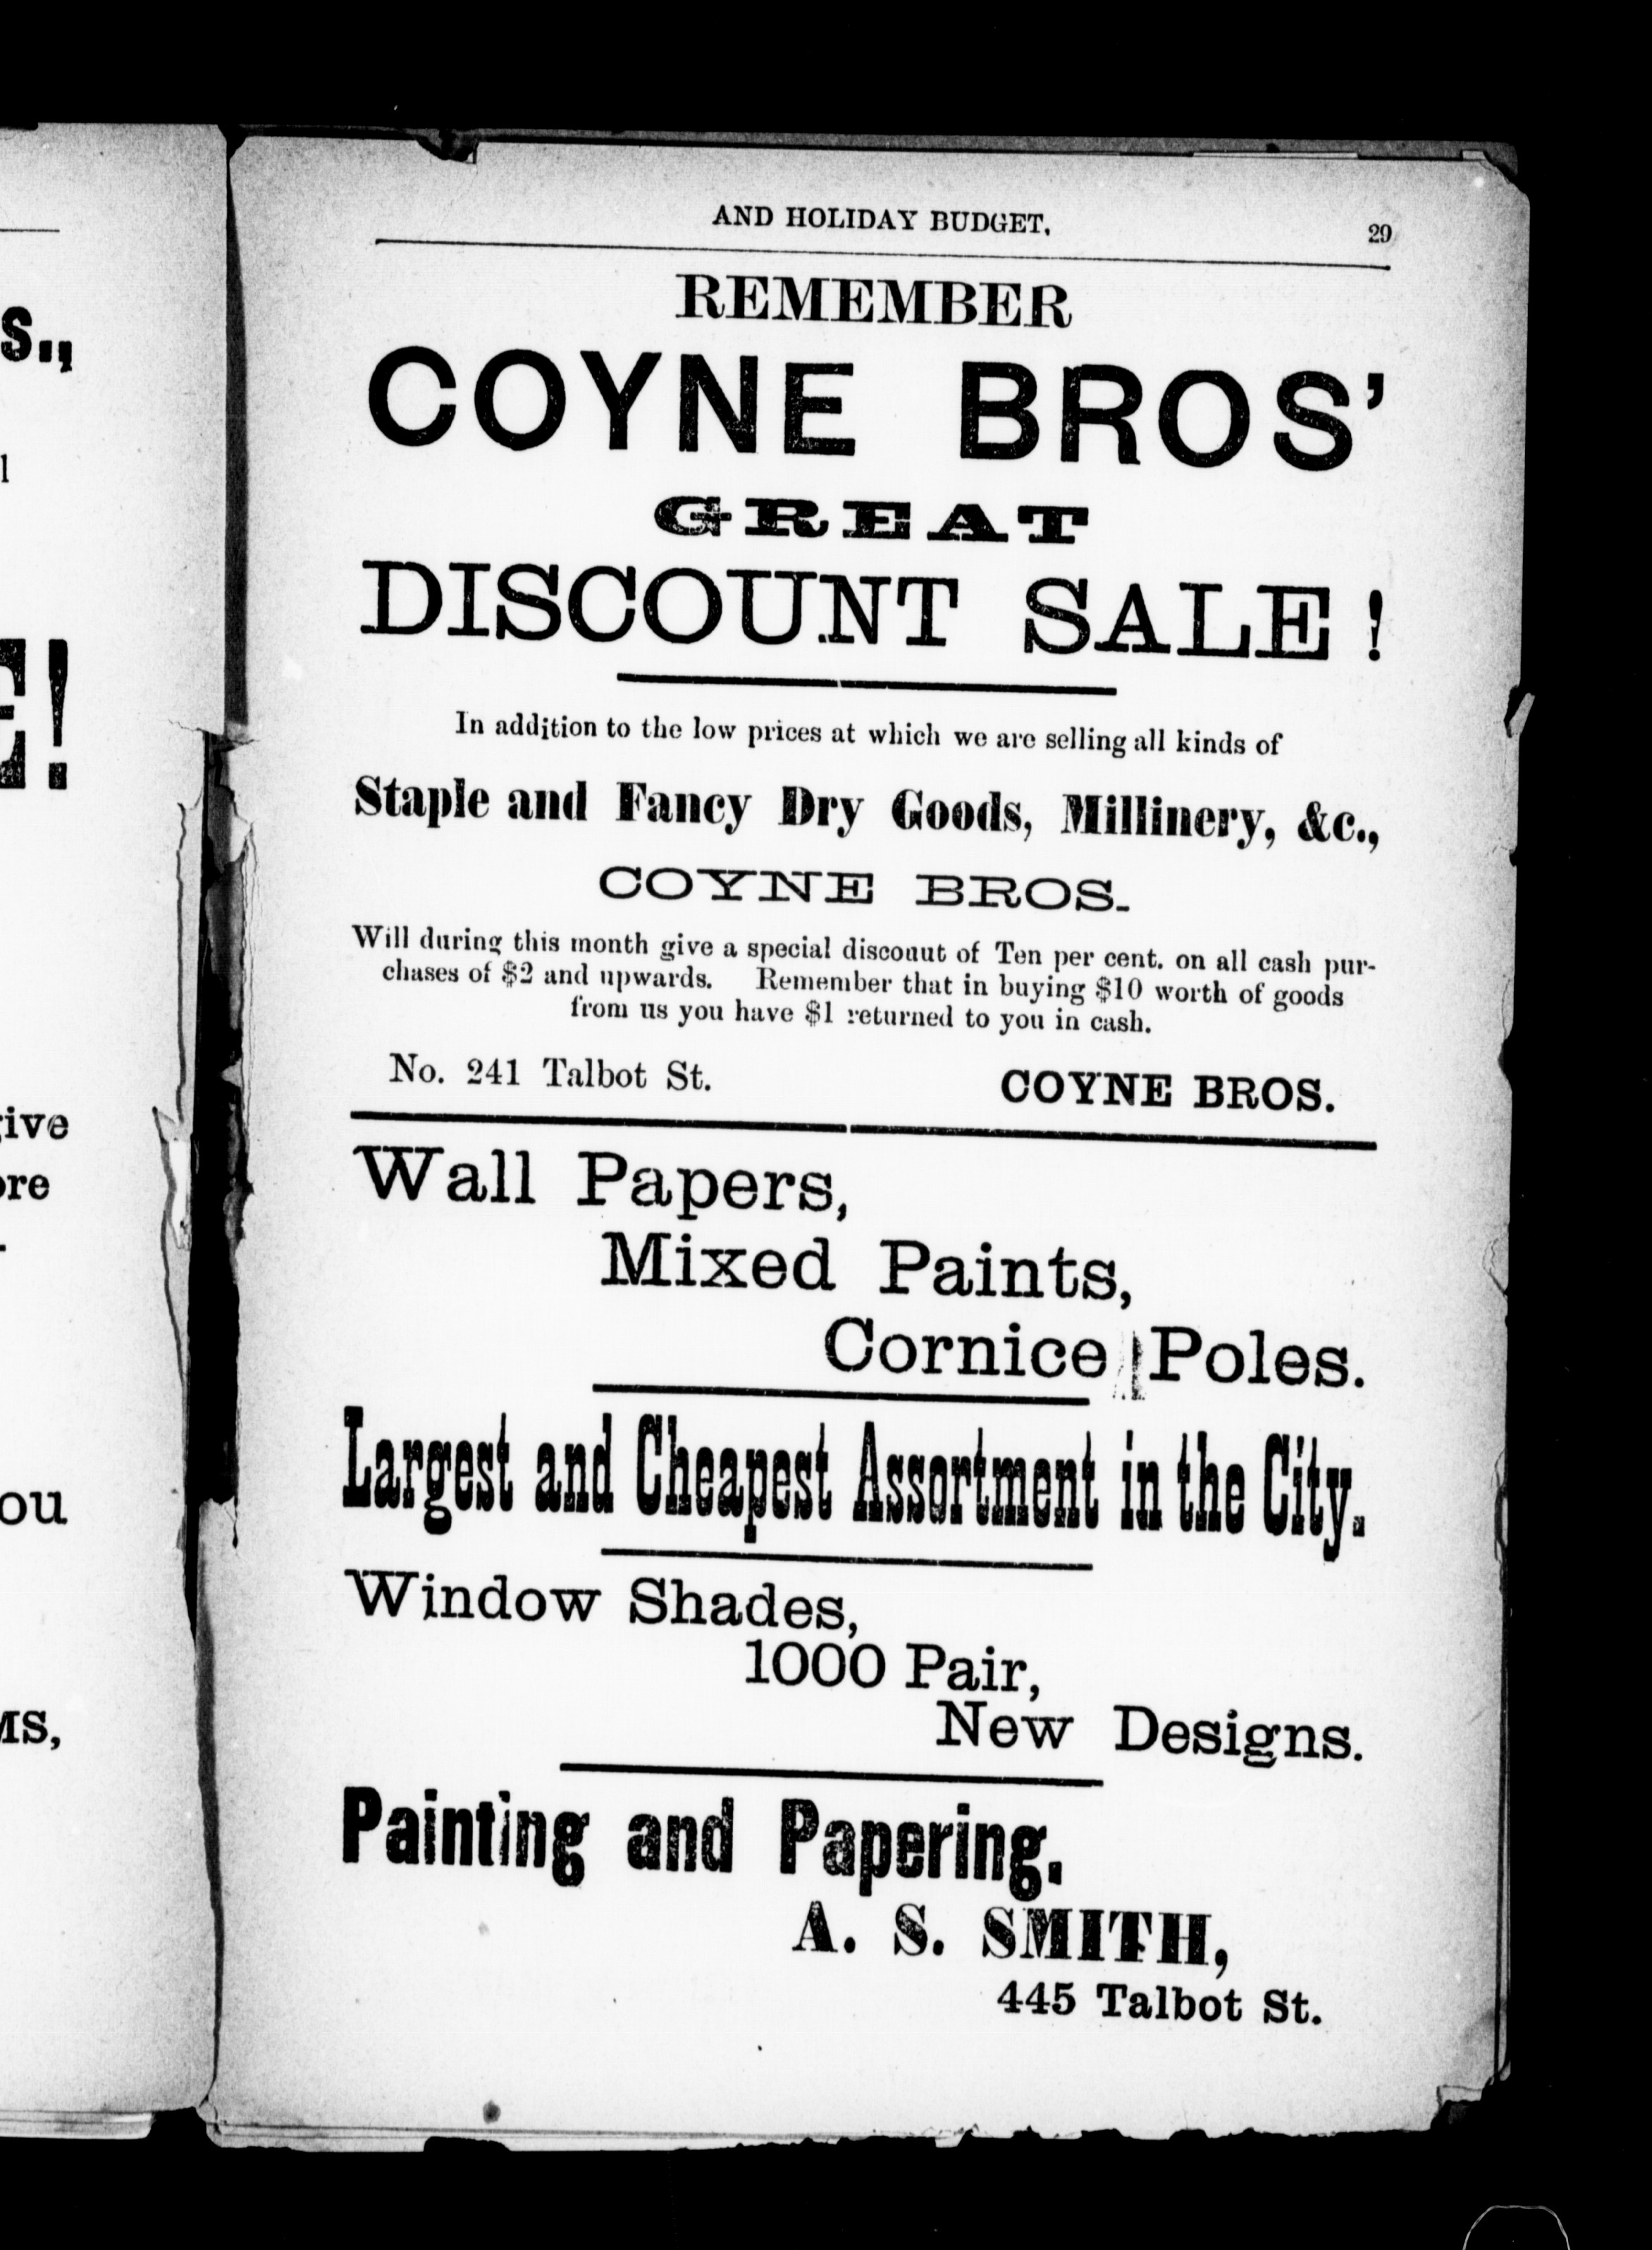 AND HOLIDAY BUDGET.
29
REMEMBER
COYNE BROS'
GREAT
DISCOUNT SALE!
In addition to the low prices at which we are selling all kinds of
Staple and Fancy Dry Goods, Millinery, &c.,
COYNE BROS.
Will during this month give a special discount of Ten per cent. on all cash pur-
chases of $2 and upwards. Remember that in buying $10 worth of goods
from us you have $1 returned to you in cash.
No. 241 Talbot St. COYNE BROS.
Wall Papers,
Mixed Paints,
Cornice Poles.
Largest and Cheapest Assortment in the City.
Window Shades,
1000 Pair,
New Designs.
Painting and Papering.
A. S. SMITH,
445 Talbot St.